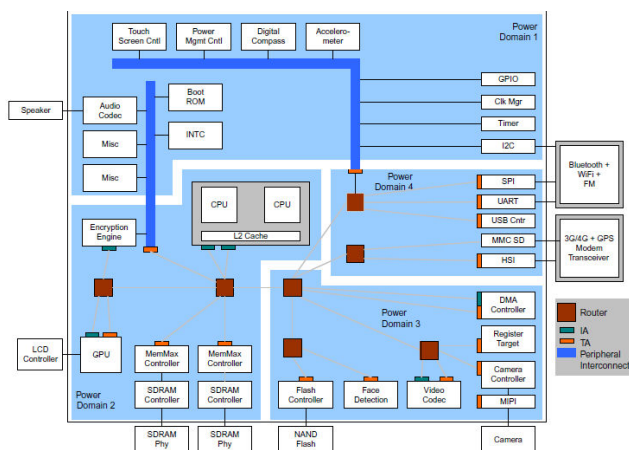 Touch
Screen Cntl
Power
Mgmt Cntl
Digital
Compass
Accelero-
meter
Power
Domain 1
GPIO
Clk Mgr
Timer
I2C
Speaker
Audio
Codec
Misc
Misc
Boot
ROM
INTC
Bluetooth +
WiFi +
FM
Power
Domain 4
SPI
UART
USB Cntr
MMC SD
HSI
3G/4G + GPS
Modem
Transceiver
CPU
CPU
L2 Cache
Encryption
Engine
LCD
Controller
GPU
MemMax
Controller
MemMax
Controller
SDRAM
Controller
SDRAM
Controller
Power
Domain 2
SDRAM
Phy
SDRAM
Phy
Power
Domain 3
DMA
Controller
Register
Target
Camera
Controller
MIPI
Flash
Controller
Face
Detection
Video
Codec
NAND
Flash
Camera
Router
IA
TA
Peripheral
Interconnect